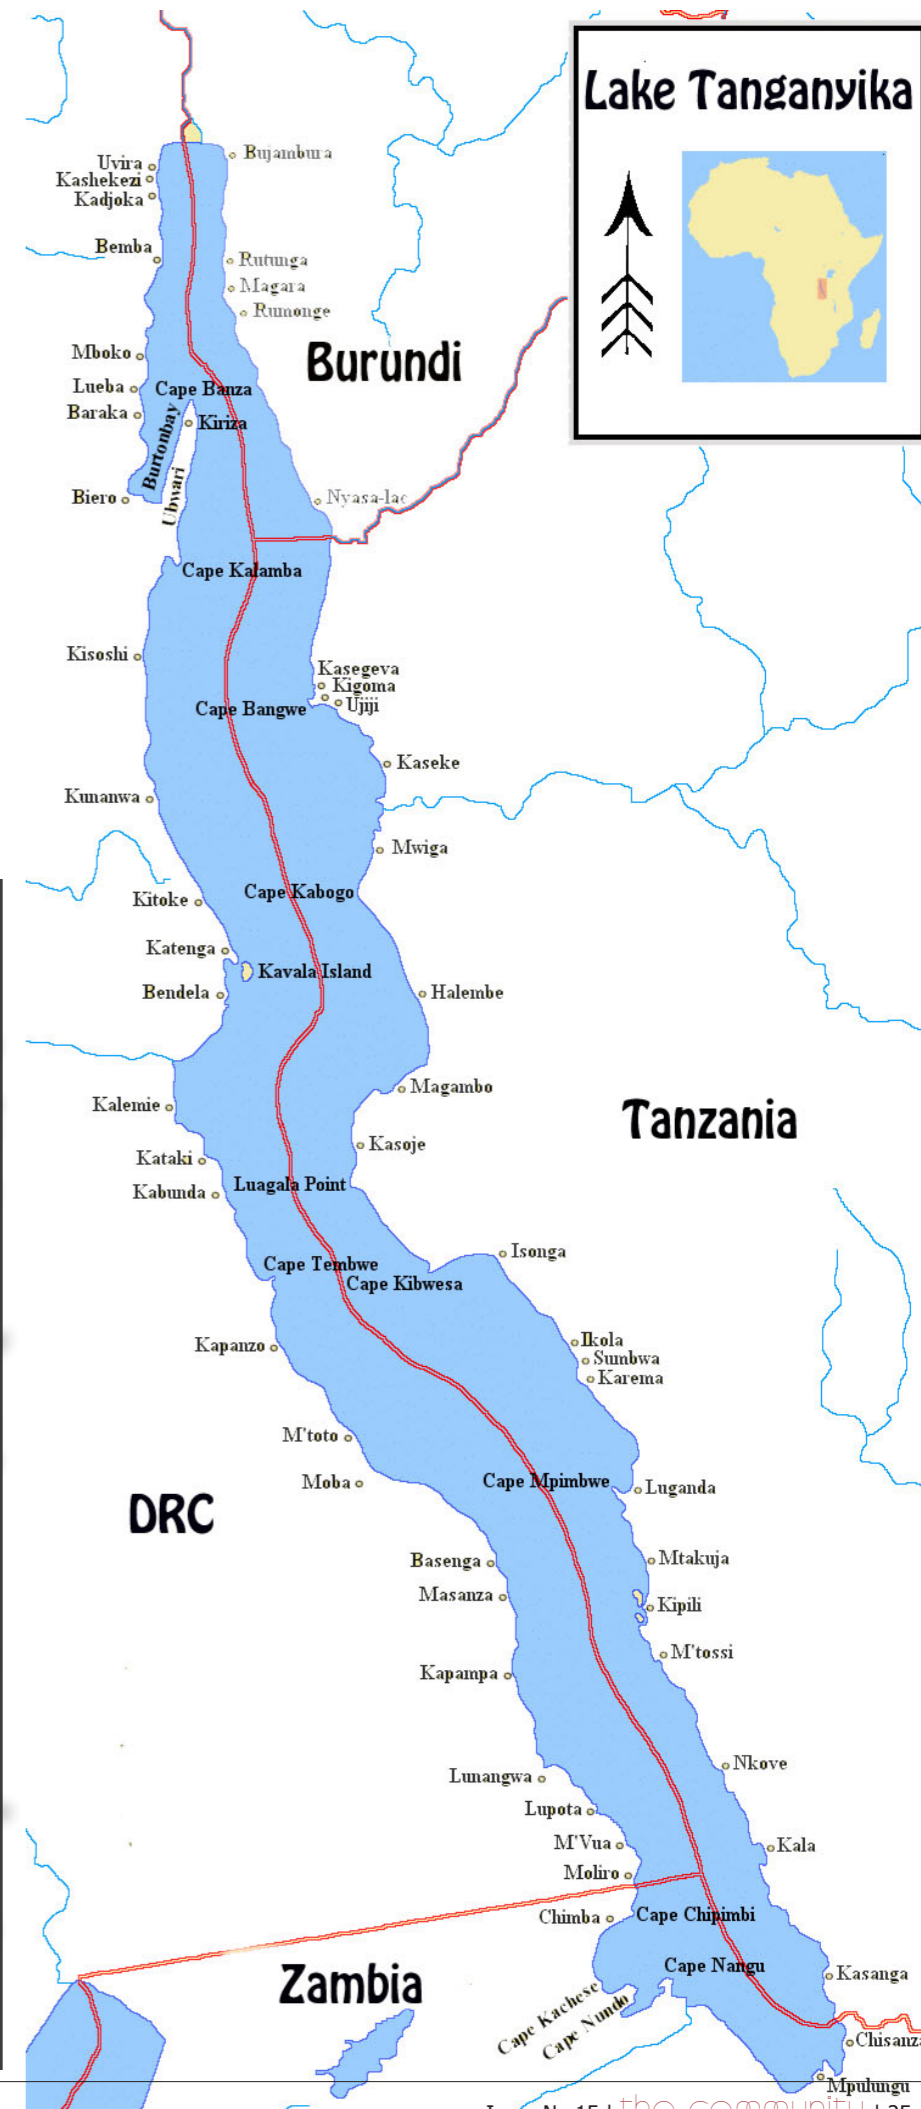 Lake Tanganyika
Bujambura
Uvira
Kashekezi
Kadjoka
Bemba
Rutunga
Magara
Rumonge
Burundi
Mboko
Lueba
Cape Banza
Baraka
Kiriza
Burtonbay
Ubwari
Biero
Nyasa-lac
Cape Kalamba
Kisoshi
Kasegeva
Kigoma
Ujiji
Cape Bangwe
Kaseke
Kunanwa
Mwiga
Cape Kabogo
Kitoke
Katenga
Kavala Island
Bendela
Halembe
Magambo
Kalemie
Tanzania
Kasoje
Kataki
Luagala Point
Kabunda
Isonga
Cape Tembwe
Cape Kibwesa
Kapanzo
Ikola
Sumbwa
Karema
M'toto
Moba
Cape Mpimbwe
Luganda
DRC
Basenga
Mtakuja
Masanza
Kipili
M'tossi
Kapampa
Nkove
Lunangwa
Lupota
M'Vua
Kala
Moliro
Chimba
Cape Chipimbi
Cape Nangu
Kasanga
Zambia
Cape Kachese
Cape Nundo
Chisanza
Mpulungu